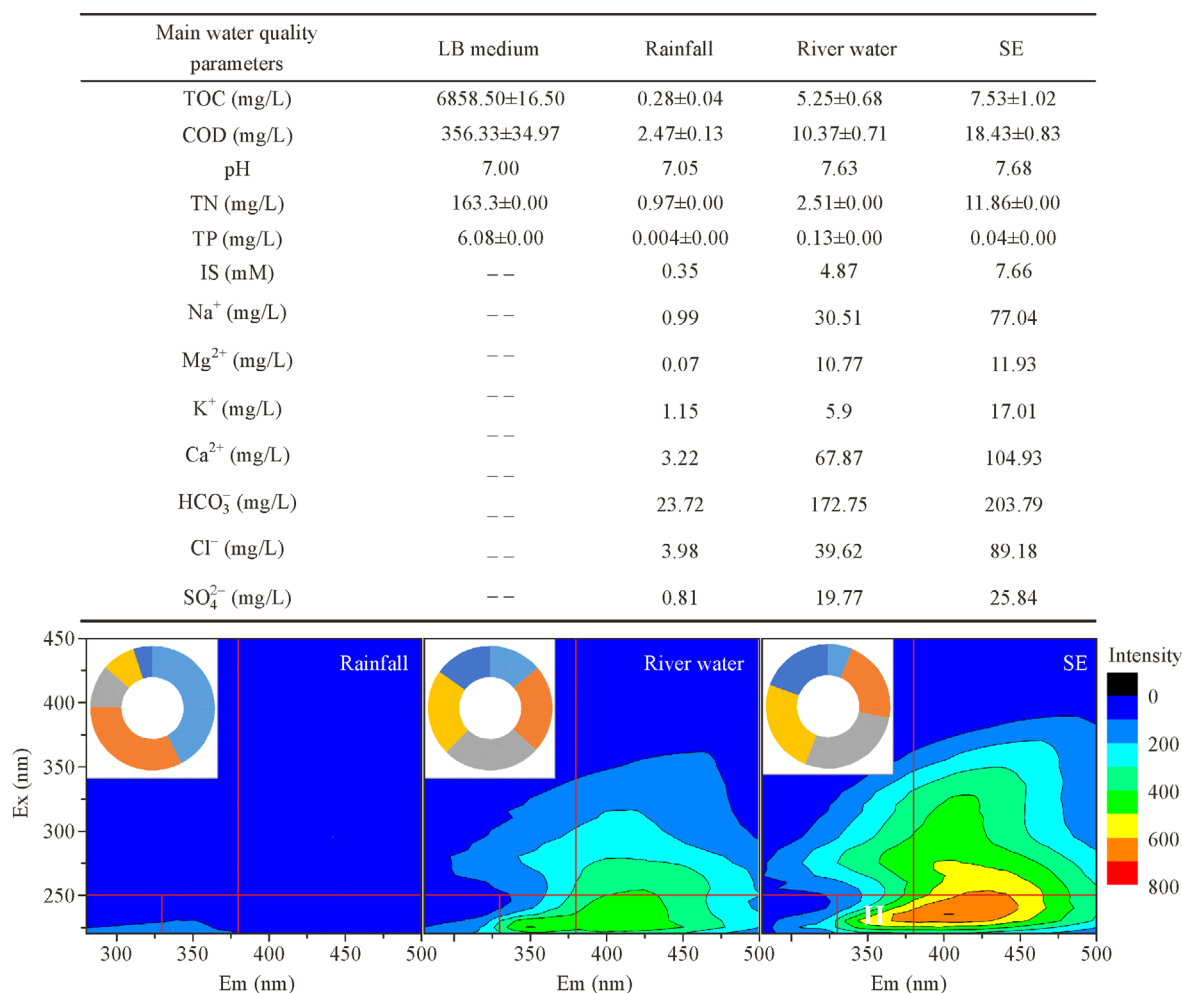 Main water quality parameters LB medium Rainfall River water SE
TOC (mg/L) 6858.50±16.50 0.28±0.04 5.25±0.68 7.53±1.02
COD (mg/L) 356.33±34.97 2.47±0.13 10.37±0.71 18.43±0.83
pH 7.00 7.05 7.63 7.68
TN (mg/L) 163.3±0.00 0.97±0.00 2.51±0.00 11.86±0.00
TP (mg/L) 6.08±0.00 0.004±0.00 0.13±0.00 0.04±0.00
IS (mM) −− 0.35 4.87 7.66
Na⁺ (mg/L) −− 0.99 30.51 77.04
Mg²⁺ (mg/L) −− 0.07 10.77 11.93
K⁺ (mg/L) −− 1.15 5.9 17.01
Ca²⁺ (mg/L) −− 3.22 67.87 104.93
HCO₃⁻ (mg/L) −− 23.72 172.75 203.79
Cl⁻ (mg/L) −− 3.98 39.62 89.18
SO₄²⁻ (mg/L) −− 0.81 19.77 25.84
Rainfall River water SE
Ex (nm)
450
400
350
300
250
II
300 350 400 450 500 350 400 450 500 350 400 450 500
Em (nm) Em (nm) Em (nm)
Intensity
0
200
400
600
800